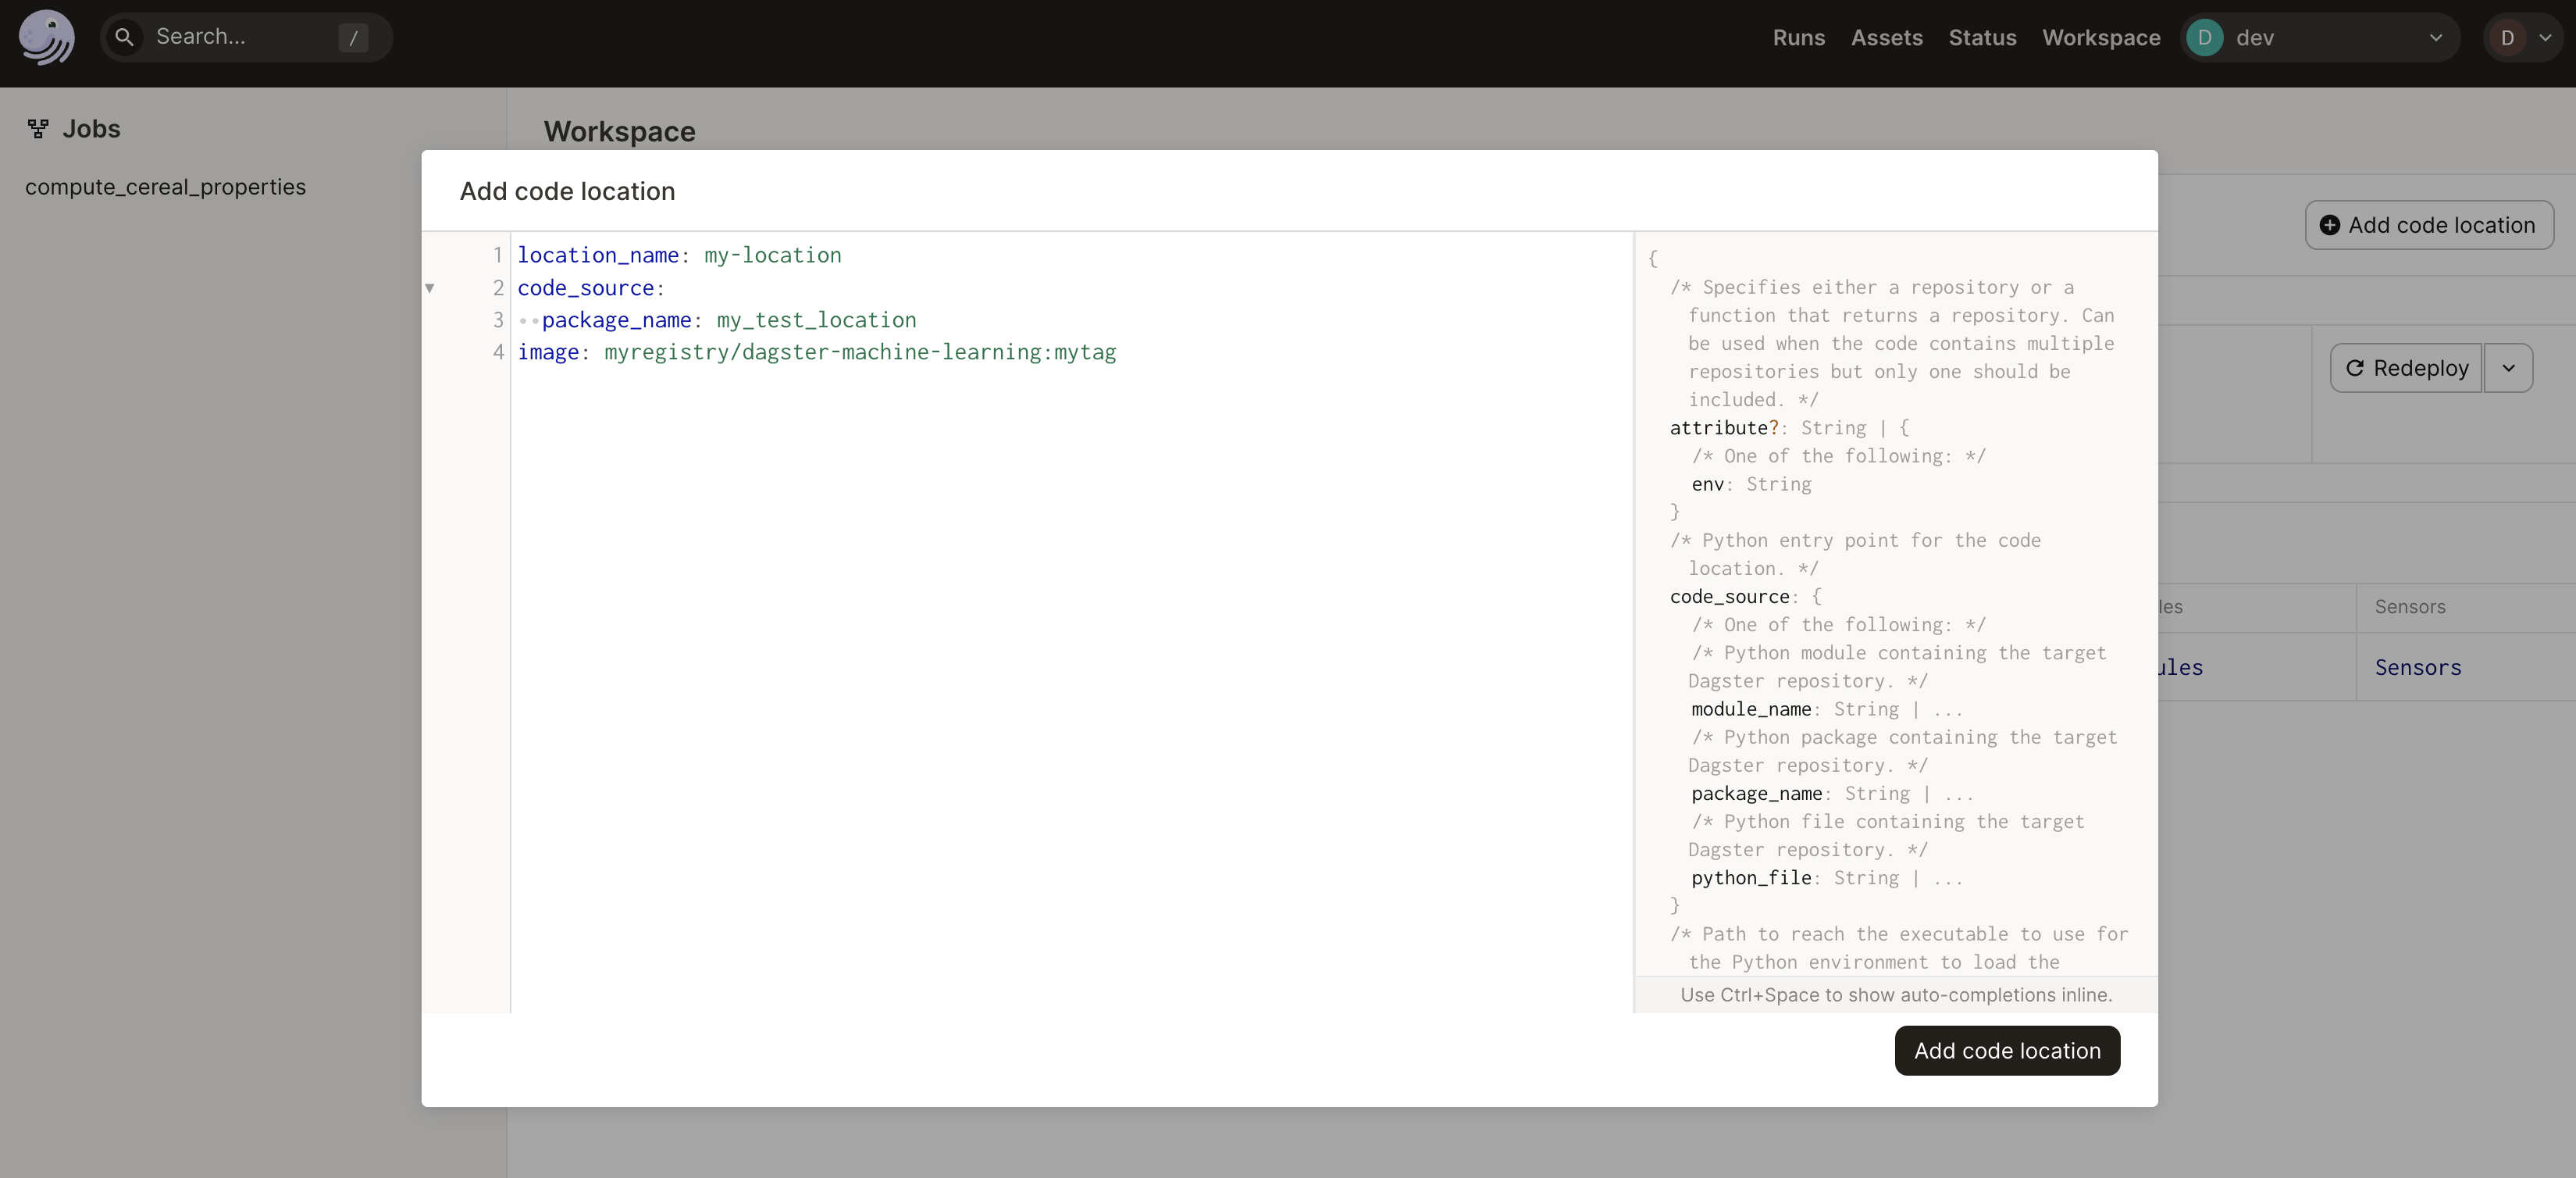 Search...
/
Runs
Assets
Status
Workspace
D
dev
D
Jobs
compute_cereal_properties
Workspace
Add code location
Redeploy
Sensors
Sensors
Add code location
1 location_name: my-location
2 code_source:
3 ··package_name: my_test_location
4 image: myregistry/dagster-machine-learning:mytag
{
/* Specifies either a repository or a
function that returns a repository. Can
be used when the code contains multiple
repositories but only one should be
included. */
attribute?: String | {
/* One of the following: */
env: String
}
/* Python entry point for the code
location. */
code_source: {
/* One of the following: */
/* Python module containing the target
Dagster repository. */
module_name: String | ...
/* Python package containing the target
Dagster repository. */
package_name: String | ...
/* Python file containing the target
Dagster repository. */
python_file: String | ...
}
/* Path to reach the executable to use for
the Python environment to load the
Use Ctrl+Space to show auto-completions inline.
Add code location